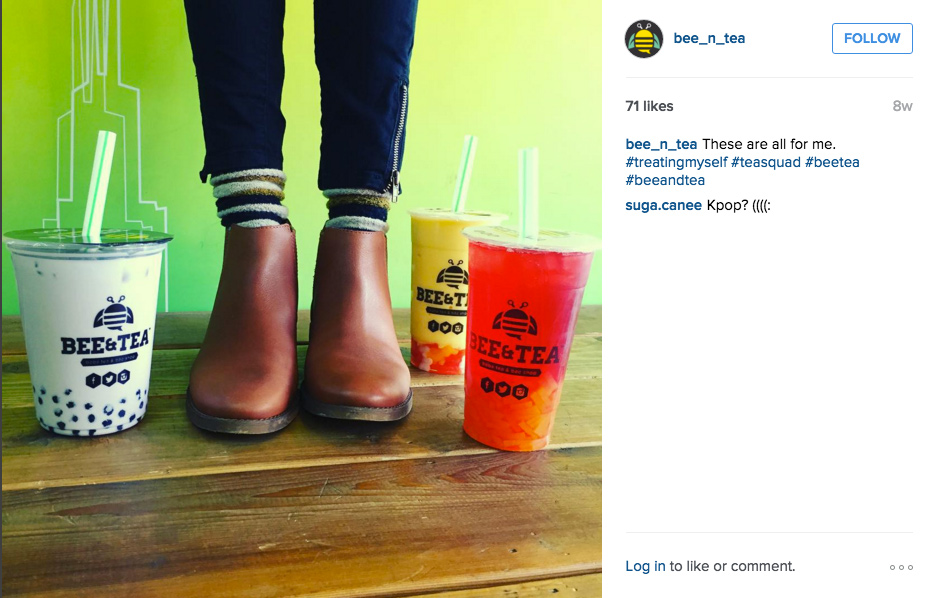 bee_n_tea
FOLLOW
71 likes
8w
bee_n_tea These are all for me.
#treatingmyself #teasquad #beetea
#beeandtea
suga.canee Kpop? ((((:
BEE&TEA
BEE&T
BEE&TEA
Log in to like or comment.